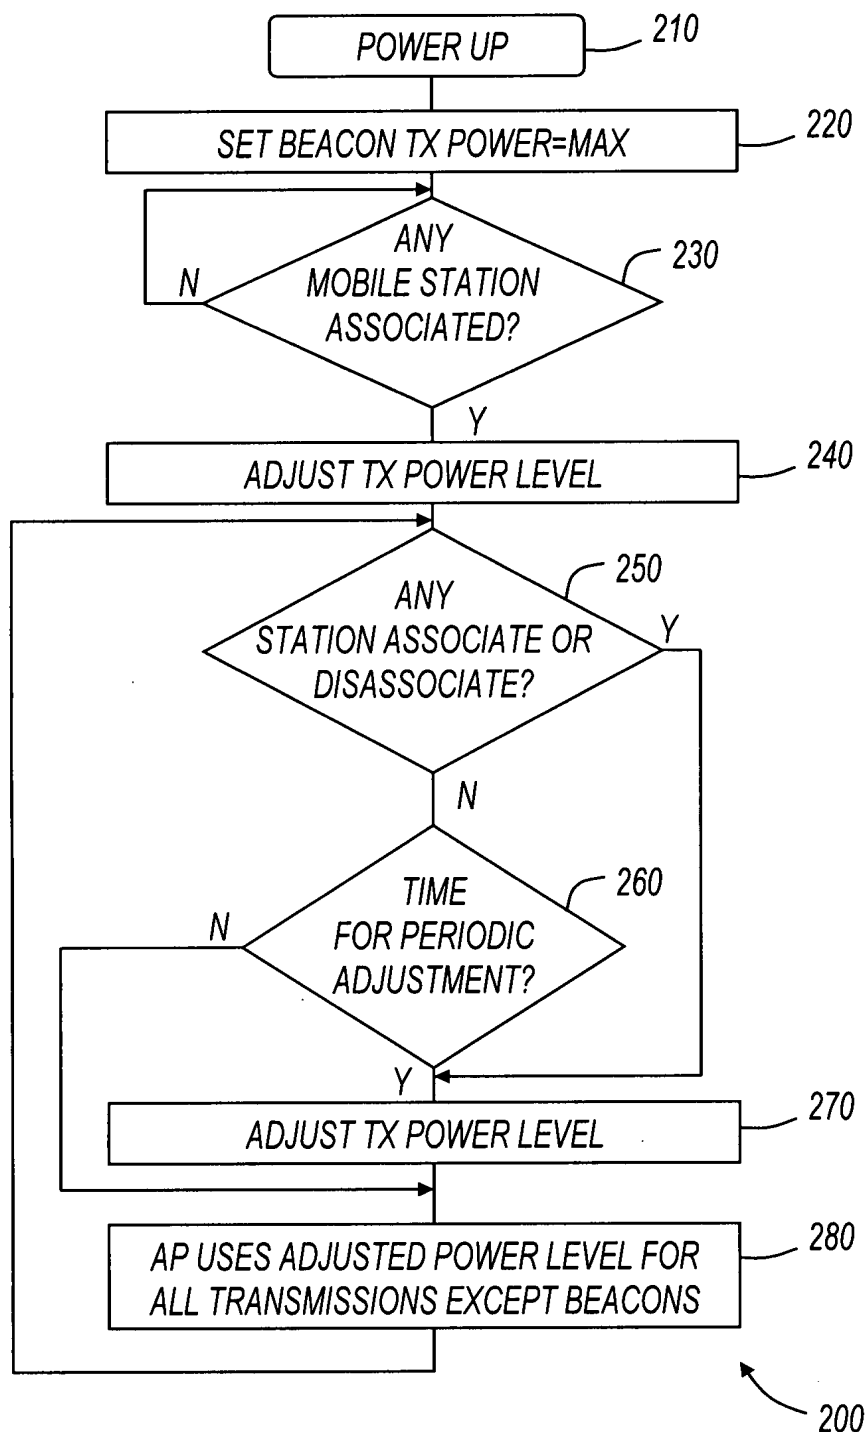 POWER UP
210
SET BEACON TX POWER=MAX
220
ANY
MOBILE STATION
ASSOCIATED?
230
N
Y
ADJUST TX POWER LEVEL
240
ANY
STATION ASSOCIATE OR
DISASSOCIATE?
250
Y
N
TIME
FOR PERIODIC
ADJUSTMENT?
260
N
Y
ADJUST TX POWER LEVEL
270
AP USES ADJUSTED POWER LEVEL FOR
ALL TRANSMISSIONS EXCEPT BEACONS
280
200